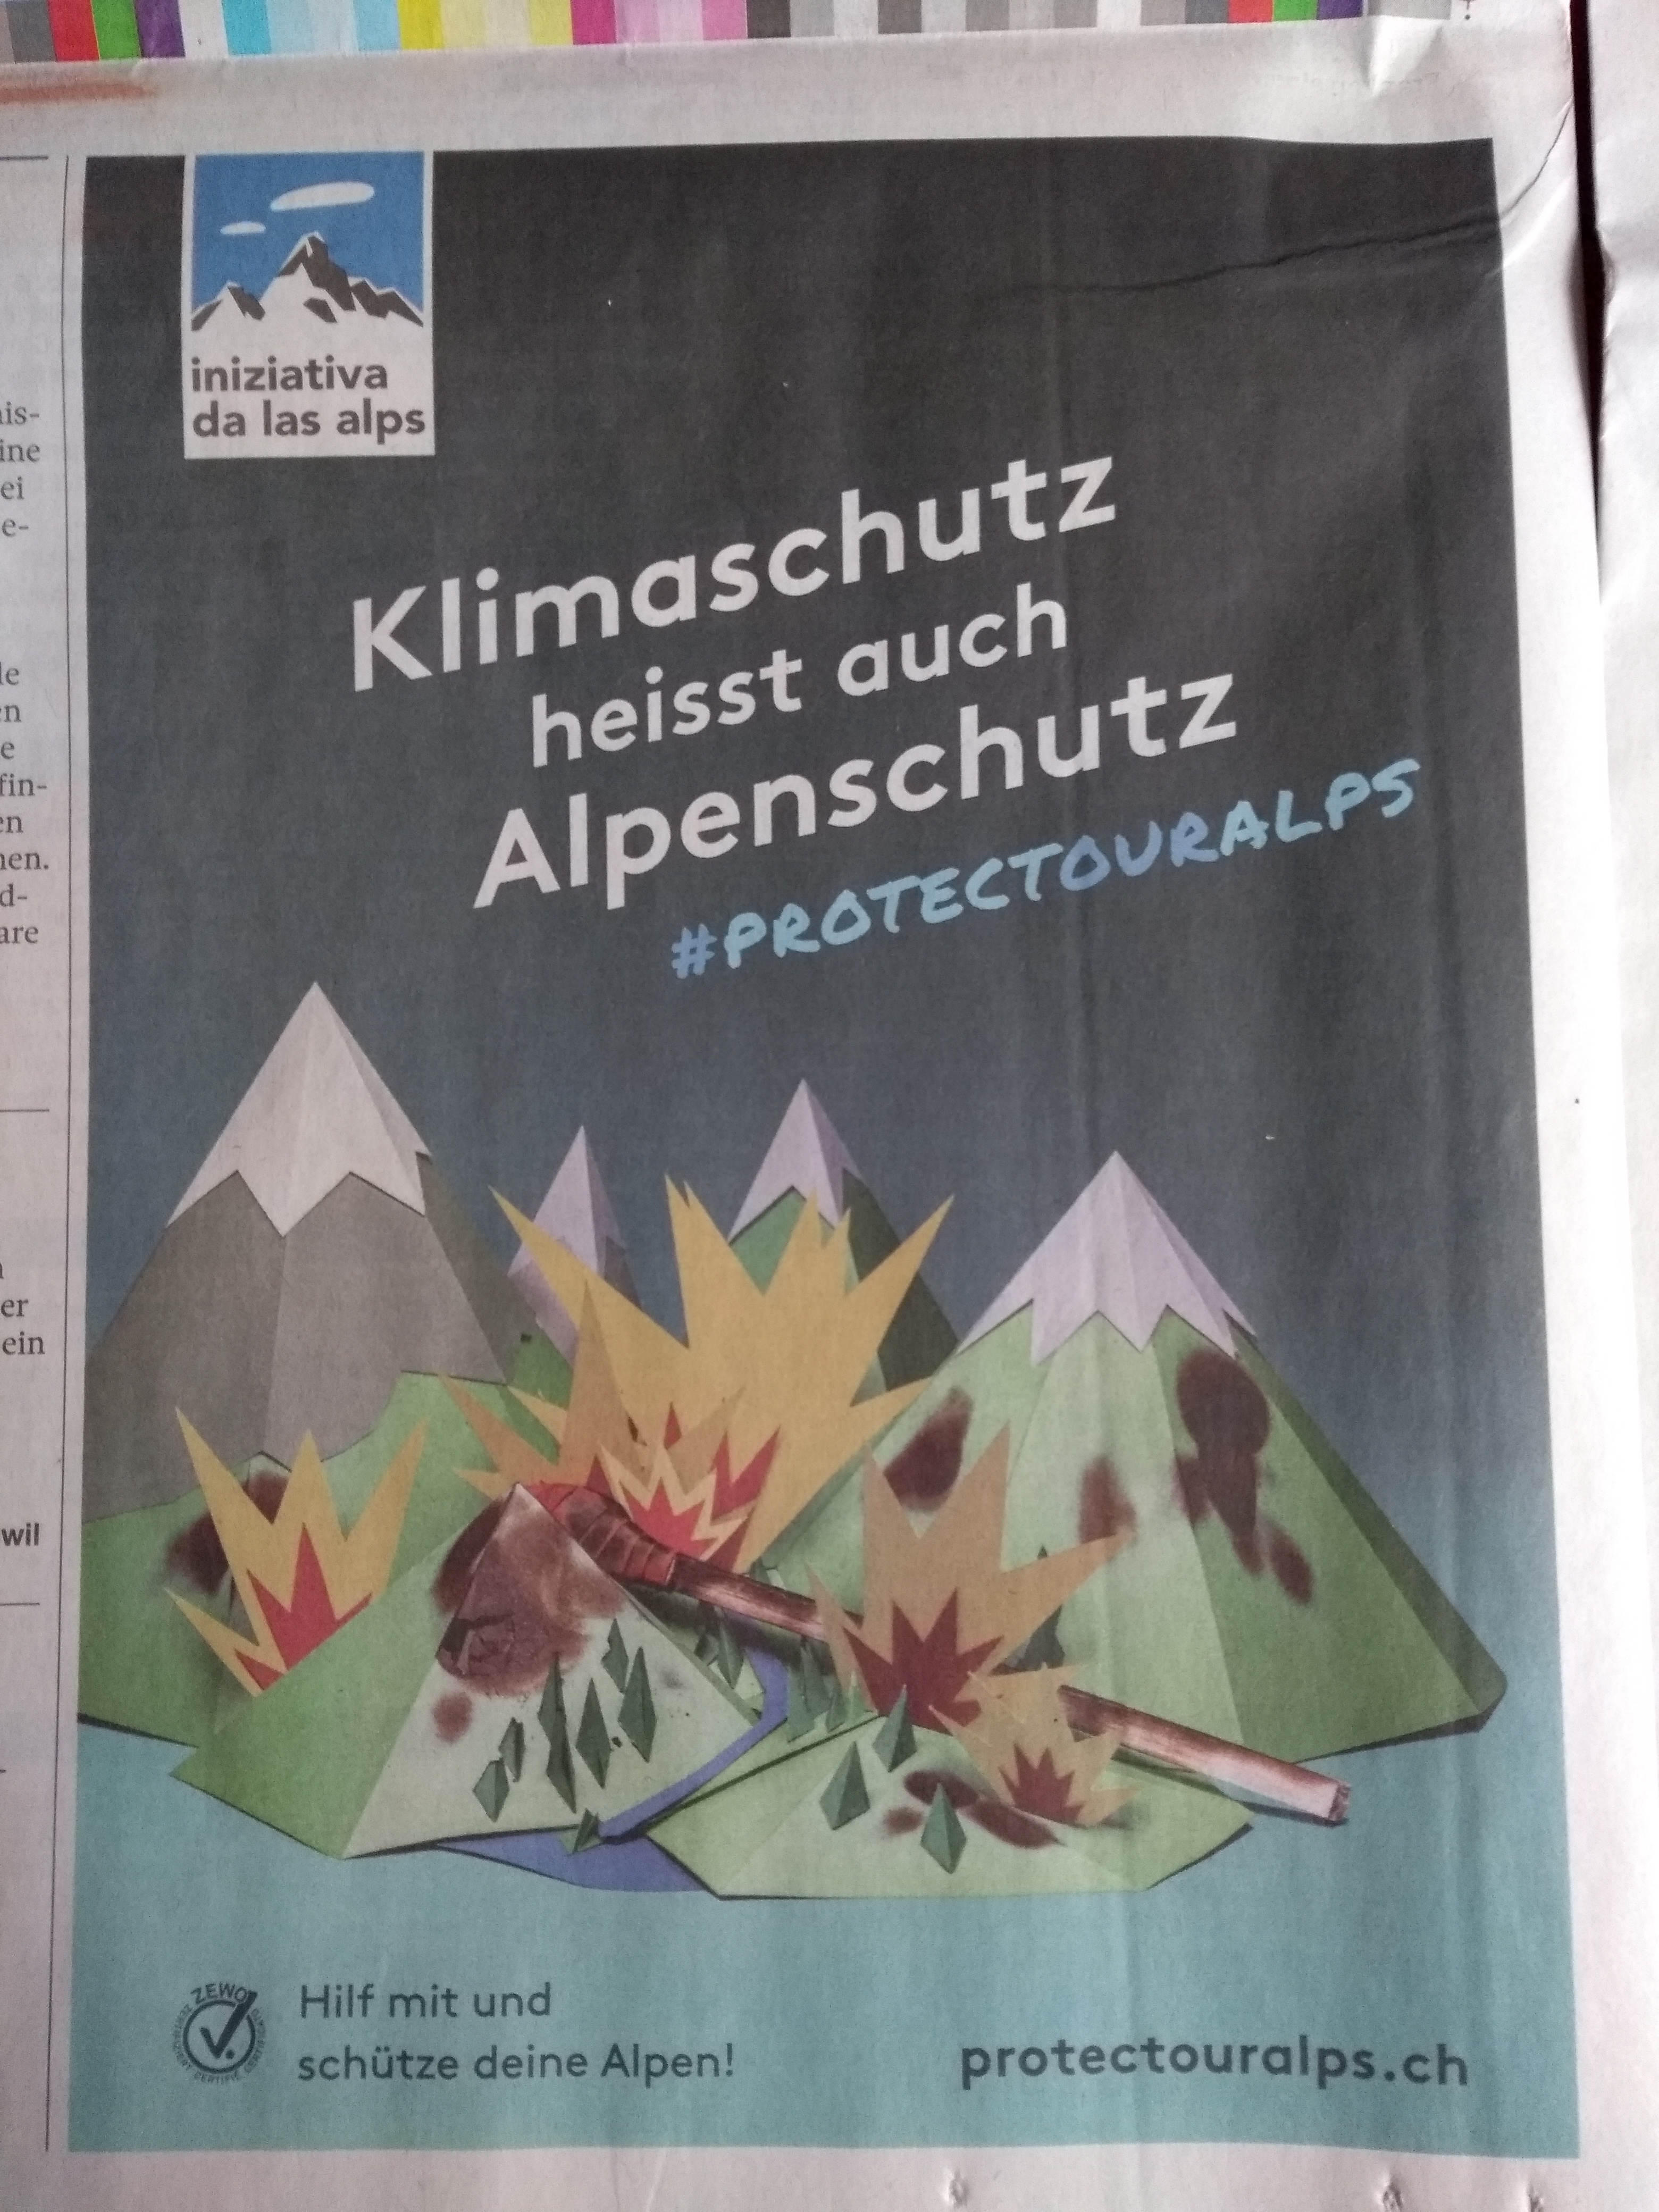 iniziativa
da las alps
Klimaschutz
heisst auch
Alpenschutz
#PROTECTOURALPS
ZEWO
Hilf mit und
schütze deine Alpen!
protectouralps.ch
nis-
ine
ei
e-
le
en
e
fin-
en
nen.
d-
are
er
ein
wil